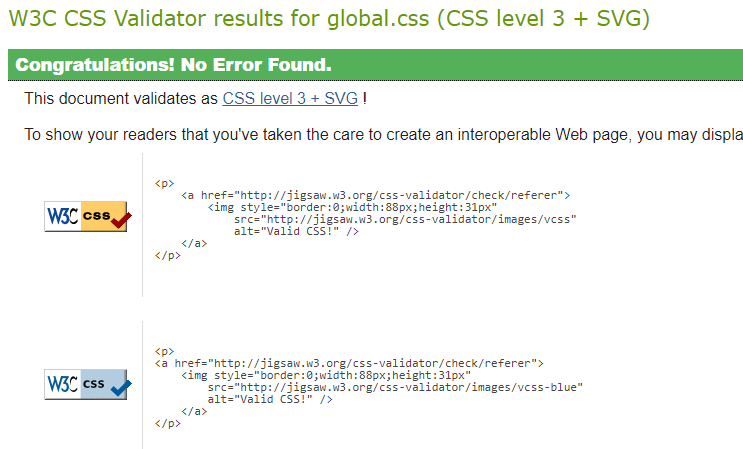 W3C CSS Validator results for global.css (CSS level 3 + SVG)
Congratulations! No Error Found.
This document validates as CSS level 3 + SVG !
To show your readers that you've taken the care to create an interoperable Web page, you may displa
W3C css
<p>
    <a href="http://jigsaw.w3.org/css-validator/check/referer">
        <img style="border:0;width:88px;height:31px"
            src="http://jigsaw.w3.org/css-validator/images/vcss"
            alt="Valid CSS!" />
    </a>
</p>
W3C css
<p>
<a href="http://jigsaw.w3.org/css-validator/check/referer">
    <img style="border:0;width:88px;height:31px"
        src="http://jigsaw.w3.org/css-validator/images/vcss-blue"
        alt="Valid CSS!" />
    </a>
</p>